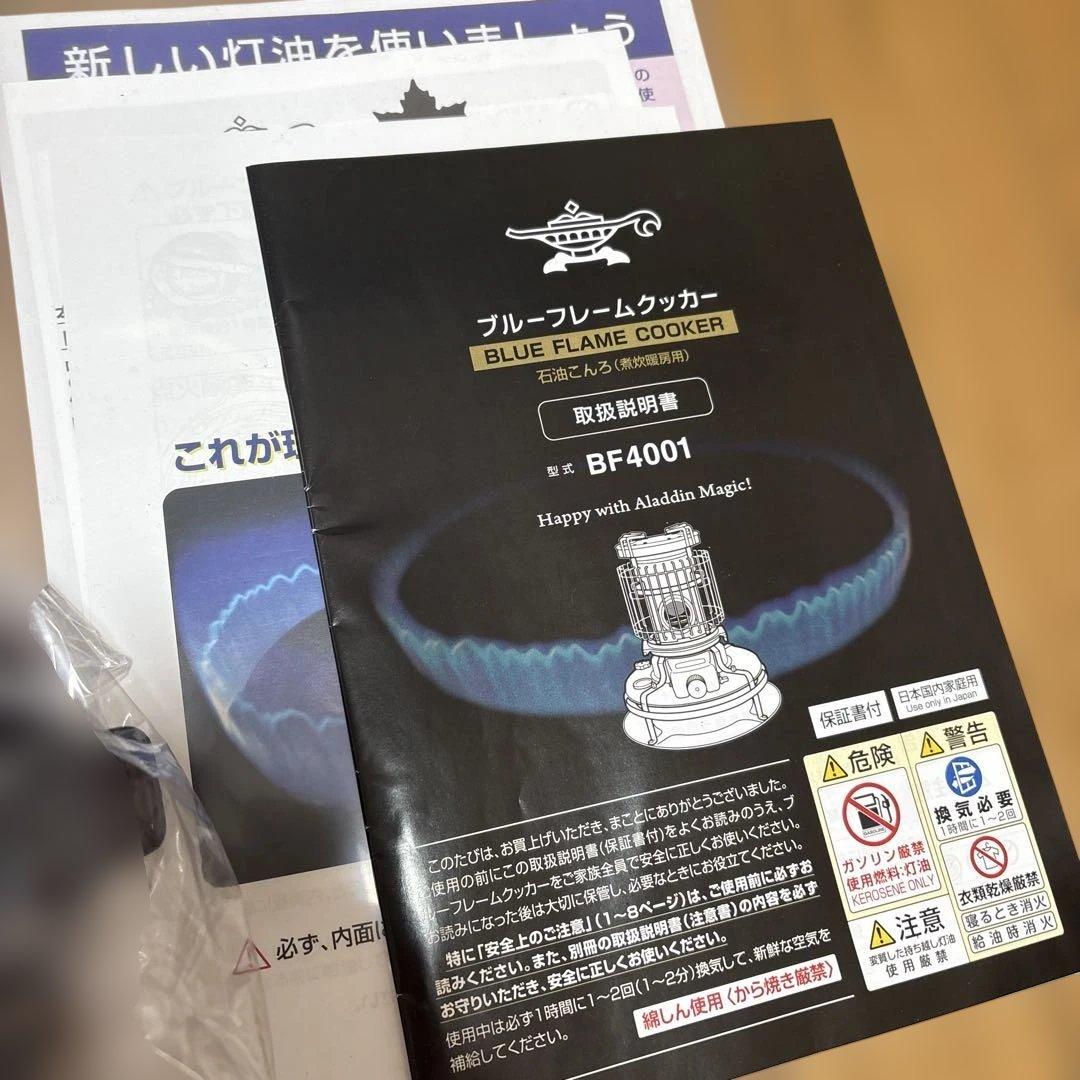 新しい灯油を使いましょう
の
使
ブルーフレームクッカー
BLUE FLAME COOKER
石油こんろ(煮炊暖房用)
取扱説明書
型式 BF4001
Happy with Aladdin Magic!
これが
保証書付
日本国内家庭用
Use only in Japan
このたびは、お買上げいただき、まことにありがとうございました。
使用の前にこの取扱説明書(保証書付)をよくお読みのうえ、ブ
ルーフレームクッカーをご家族全員で安全に正しくお使いください。
お読みになった後は大切に保管し、必要なときにお役立てください。
特に「安全上のご注意」(1〜8ページ)は、ご使用前に必ずお
読みください。また、別冊の取扱説明書(注意書)の内容を必ず
お守りいただき、安全に正しくお使いください。
使用中は必ず1時間に1〜2回(1〜2分)換気して、新鮮な空気を
補給してください。
綿しん使用〈から焼き厳禁〉
危険
GASOLINE
ガソリン厳禁
使用燃料:灯油
KEROSENE ONLY
注意
変質した持ち越し灯油
使用厳禁
警告
換気必要
1時間に1〜2回
衣類乾燥厳禁
寝るとき消火
給油時消火
必ず、内面